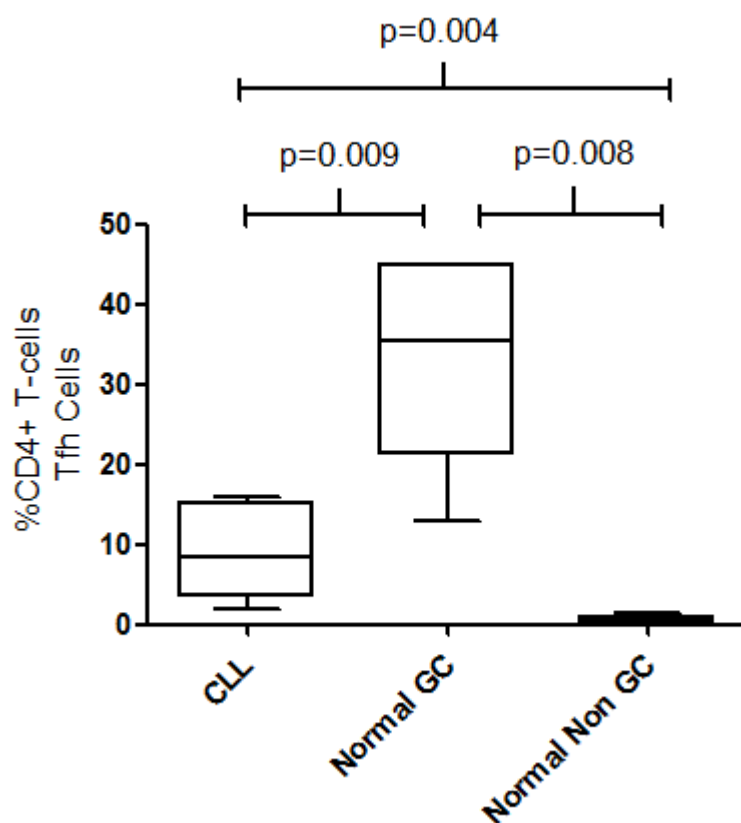 p=0.004
p=0.009
p=0.008
50
40
30
20
10
0
%CD4+ T-cells
Tfh Cells
CLL
Normal GC
Normal Non GC